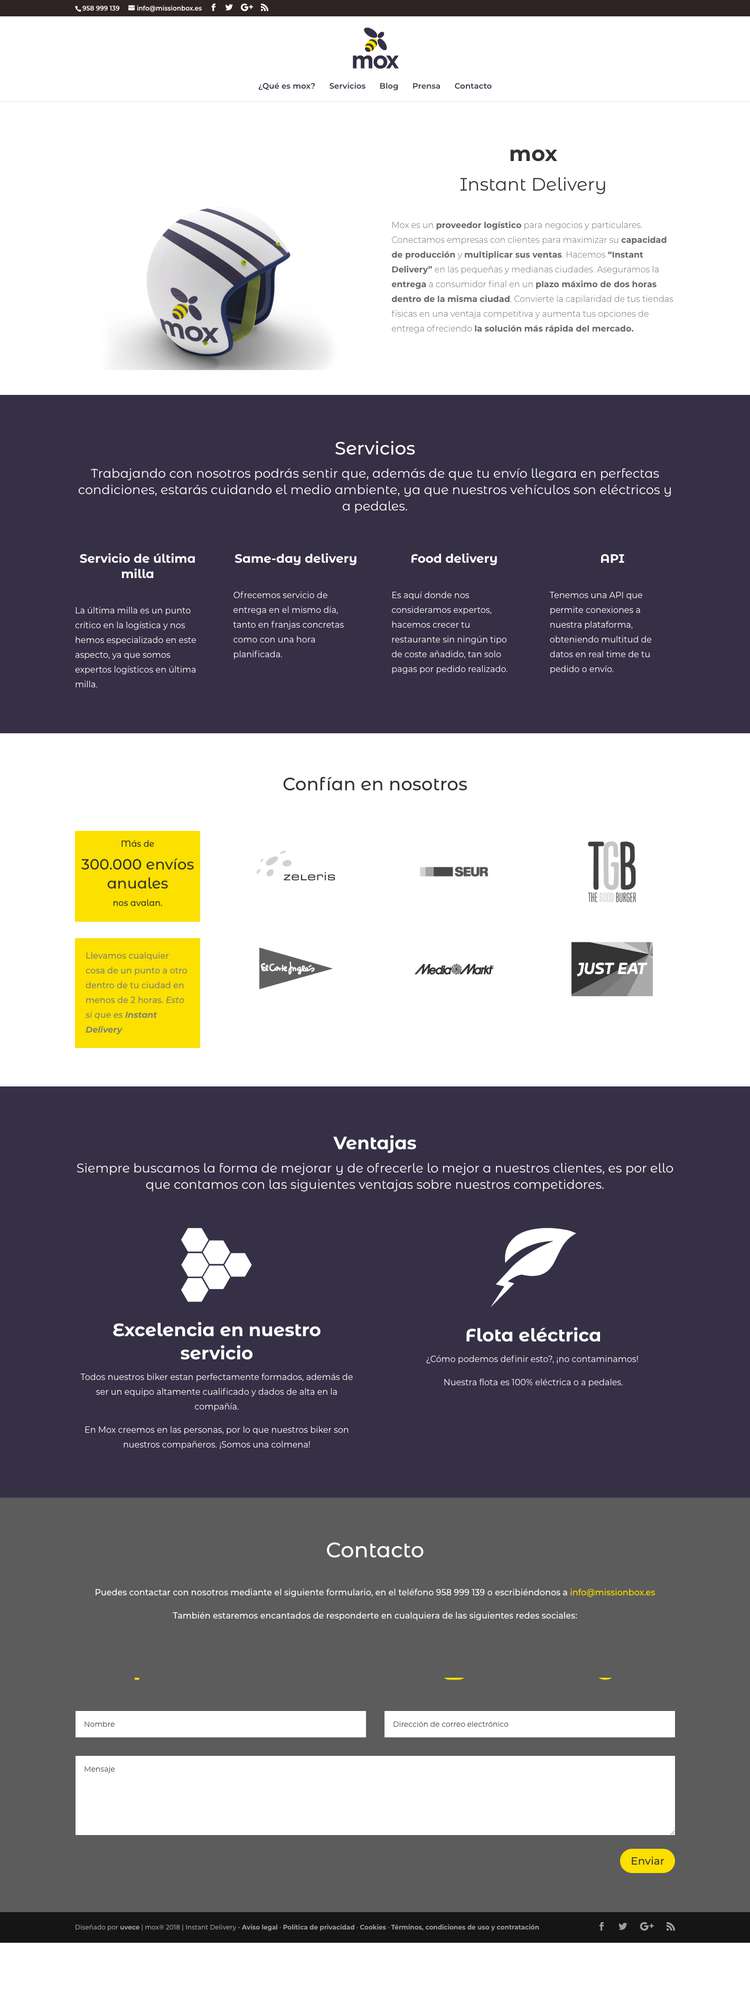 958 999 139 info@missionbox.es
mox
¿Qué es mox? Servicios Blog Prensa Contacto
mox
mox
Instant Delivery
Mox es un proveedor logístico para negocios y particulares.
Conectamos empresas con clientes para maximizar su capacidad
de producción y multiplicar sus ventas. Hacemos “Instant
Delivery” en las pequeñas y medianas ciudades. Aseguramos la
entrega a consumidor final en un plazo máximo de dos horas
dentro de la misma ciudad. Convierte la capilaridad de tus tiendas
físicas en una ventaja competitiva y aumenta tus opciones de
entrega ofreciendo la solución más rápida del mercado.
Servicios
Trabajando con nosotros podrás sentir que, además de que tu envío llegara en perfectas
condiciones, estarás cuidando el medio ambiente, ya que nuestros vehículos son eléctricos y
a pedales.
Servicio de última
milla
La última milla es un punto
crítico en la logística y nos
hemos especializado en este
aspecto, ya que somos
expertos logísticos en última
milla.
Same-day delivery
Ofrecemos servicio de
entrega en el mismo día,
tanto en franjas concretas
como con una hora
planificada.
Food delivery
Es aquí donde nos
consideramos expertos,
hacemos crecer tu
restaurante sin ningún tipo
de coste añadido, tan solo
pagas por pedido realizado.
API
Tenemos una API que
permite conexiones a
nuestra plataforma,
obteniendo multitud de
datos en real time de tu
pedido o envío.
Confían en nosotros
Más de
300.000 envíos
anuales
nos avalan.
Llevamos cualquier
cosa de un punto a otro
dentro de tu ciudad en
menos de 2 horas. Esto
si que es Instant
Delivery
zeleris
SEUR
TGB
THE GOOD BURGER
El Corte Inglés
Media Markt
JUST EAT
Ventajas
Siempre buscamos la forma de mejorar y de ofrecerle lo mejor a nuestros clientes, es por ello
que contamos con las siguientes ventajas sobre nuestros competidores.
Excelencia en nuestro
servicio
Todos nuestros biker estan perfectamente formados, además de
ser un equipo altamente cualificado y dados de alta en la
compañía.
En Mox creemos en las personas, por lo que nuestros biker son
nuestros compañeros. ¡Somos una colmena!
Flota eléctrica
¿Cómo podemos definir esto?, ¡no contaminamos!
Nuestra flota es 100% eléctrica o a pedales.
Contacto
Puedes contactar con nosotros mediante el siguiente formulario, en el teléfono 958 999 139 o escribiéndonos a info@missionbox.es
También estaremos encantados de responderte en cualquiera de las siguientes redes sociales:
Nombre
Dirección de correo electrónico
Mensaje
Enviar
Diseñado por uvece | mox® 2018 | Instant Delivery - Aviso legal · Política de privacidad · Cookies · Términos, condiciones de uso y contratación